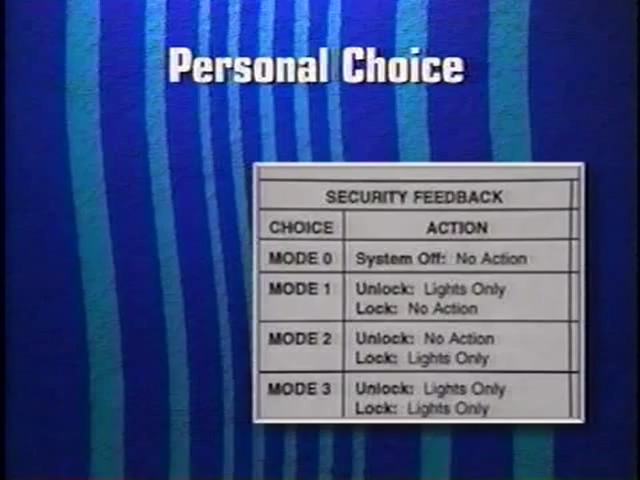 Personal Choice
SECURITY FEEDBACK
CHOICE ACTION
MODE 0 System Off: No Action
MODE 1 Unlock: Lights Only
Lock: No Action
MODE 2 Unlock: No Action
Lock: Lights Only
MODE 3 Unlock: Lights Only
Lock: Lights Only